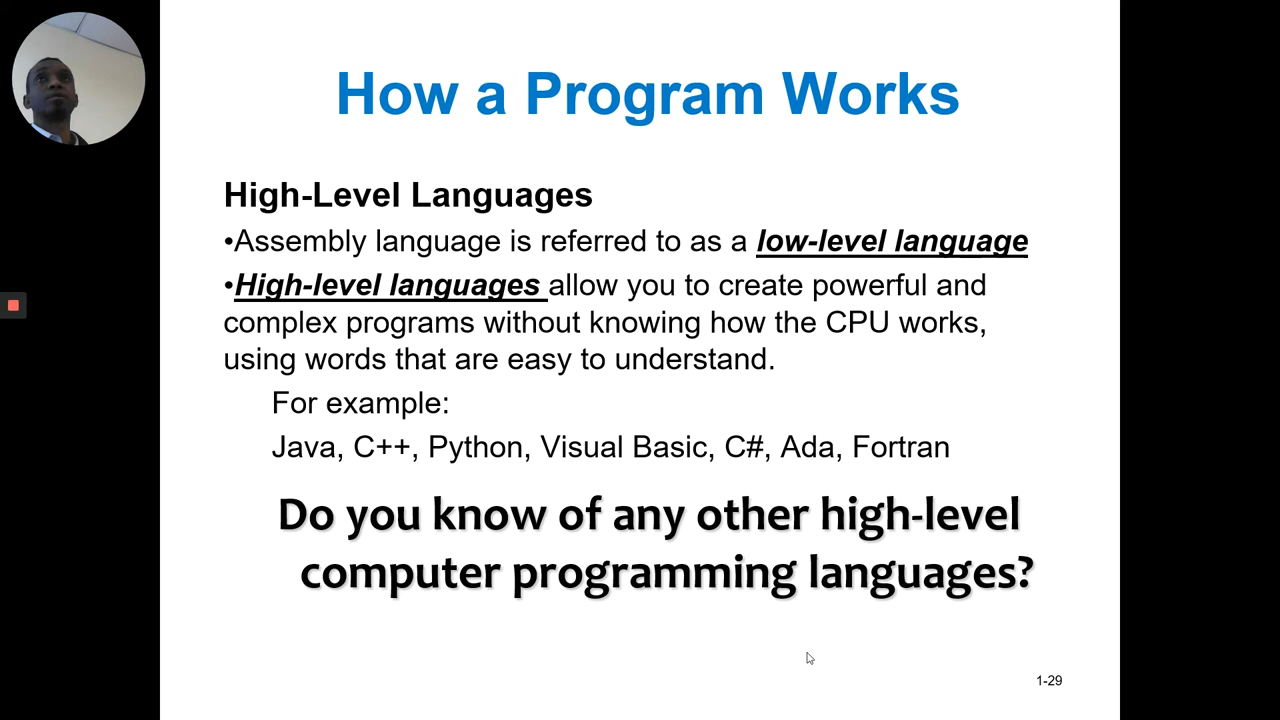 How a Program Works
High-Level Languages
•Assembly language is referred to as a low-level language
•High-level languages allow you to create powerful and
complex programs without knowing how the CPU works,
using words that are easy to understand.
For example:
Java, C++, Python, Visual Basic, C#, Ada, Fortran
Do you know of any other high-level
computer programming languages?
1-29